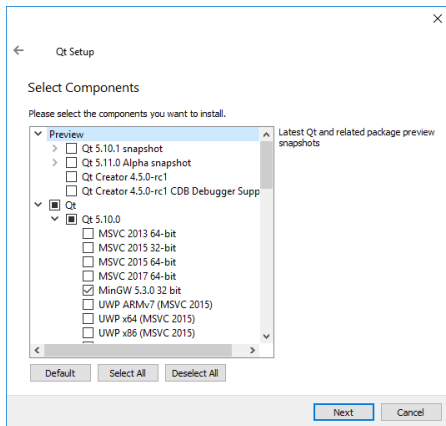 Qt Setup
Select Components
Please select the components you want to install.
Preview
Qt 5.10.1 snapshot
Qt 5.11.0 Alpha snapshot
Qt Creator 4.5.0-rc1
Qt Creator 4.5.0-rc1 CDB Debugger Supp
Qt
Qt 5.10.0
MSVC 2013 64-bit
MSVC 2015 32-bit
MSVC 2015 64-bit
MSVC 2017 64-bit
MinGW 5.3.0 32 bit
UWP ARMv7 (MSVC 2015)
UWP x64 (MSVC 2015)
UWP x86 (MSVC 2015)
Latest Qt and related package preview
snapshots
Default Select All Deselect All
Next Cancel